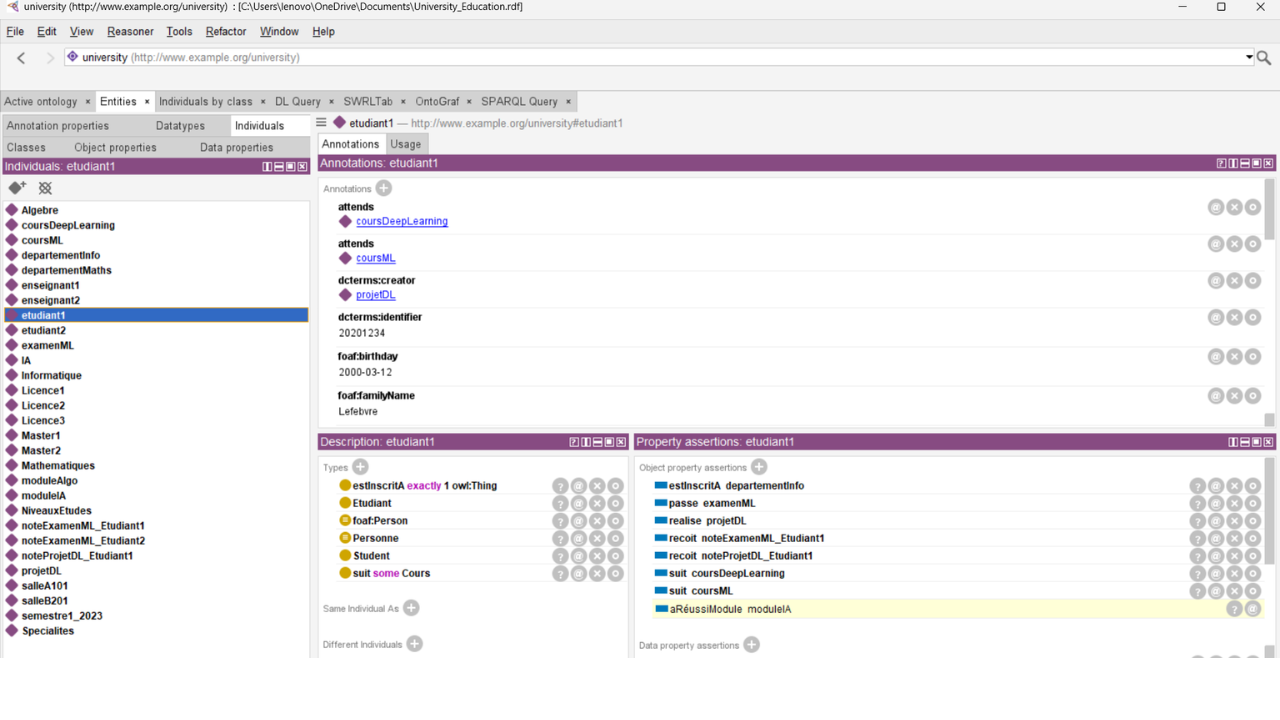 university (http://www.example.org/university) : [C:\Users\lenovo\OneDrive\Documents\University_Education.rdf]
File Edit View Reasoner Tools Refactor Window Help
university (http://www.example.org/university)
Active ontology × Entities × Individuals by class × DL Query × SWRLTab × OntoGraf × SPARQL Query ×
Annotation properties Datatypes Individuals
Classes Object properties Data properties
Individuals: etudiant1
Algebre
coursDeepLearning
coursML
departementInfo
departementMaths
enseignant1
enseignant2
etudiant1
etudiant2
examenML
IA
Informatique
Licence1
Licence2
Licence3
Master1
Master2
Mathematiques
moduleAlgo
moduleIA
NiveauxEtudes
noteExamenML_Etudiant1
noteExamenML_Etudiant2
noteProjetDL_Etudiant1
projetDL
salleA101
salleB201
semestre1_2023
Specialites
etudiant1 — http://www.example.org/university#etudiant1
Annotations Usage
Annotations: etudiant1
Annotations
attends
coursDeepLearning
attends
coursML
dcterms:creator
projetDL
dcterms:identifier
20201234
foaf:birthday
2000-03-12
foaf:familyName
Lefebvre
Description: etudiant1
Types
estInscritA exactly 1 owl:Thing
Etudiant
foaf:Person
Personne
Student
suit some Cours
Same Individual As
Different Individuals
Property assertions: etudiant1
Object property assertions
estInscritA departementInfo
passe examenML
realise projetDL
recoit noteExamenML_Etudiant1
recoit noteProjetDL_Etudiant1
suit coursDeepLearning
suit coursML
aRéussiModule moduleIA
Data property assertions